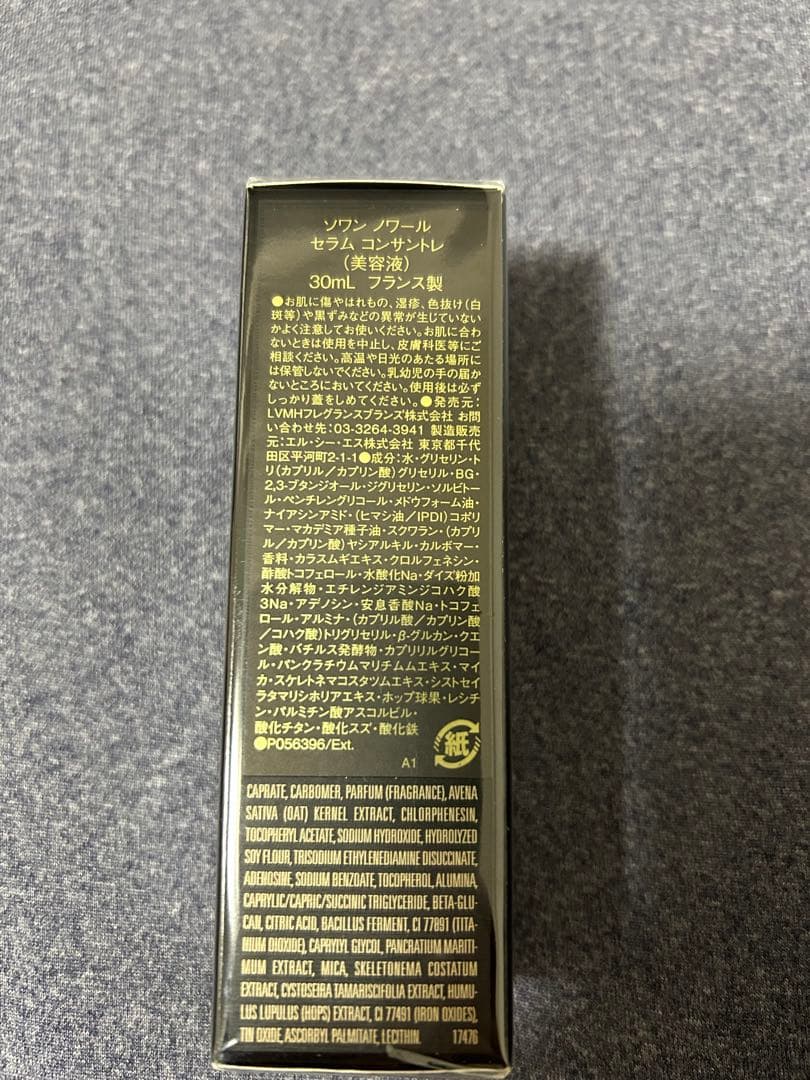 ソワン ノワール
セラム コンサントレ
（美容液）
30mL フランス製
●お肌に傷やはれもの、湿疹、色抜け（白
斑等）や黒ずみなどの異常が生じていない
かよく注意してお使いください。お肌に合わ
ないときは使用を中止し、皮膚科医等にご
相談ください。高温や日光のあたる場所に
は保管しないでください。乳幼児の手の届か
ないところにおいてください。使用後は必ず
しっかり蓋をしめてください。●発売元：
LVMHフレグランスブランズ株式会社 お問
い合わせ先：03-3264-3941 製造販売
元：エル・シー・エス株式会社 東京都千代
田区平河町2-1-1●成分：水・グリセリン・ト
リ（カプリル／カプリン酸）グリセリル・BG・
2,3-ブタンジオール・ジグリセリン・ソルビトー
ル・ペンチレングリコール・メドウフォーム油・
ナイアシンアミド・（ヒマシ油／IPDI）コポリ
マー・マカデミア種子油・スクワラン・（カプリ
ル／カプリン酸）ヤシアルキル・カルボマー・
香料・カラスムギエキス・クロルフェネシン・
酢酸トコフェロール・水酸化Na・ダイズ粉加
水分解物・エチレンジアミンジコハク酸
3Na・アデノシン・安息香酸Na・トコフェ
ロール・アルミナ・（カプリル酸／カプリン酸
／コハク酸）トリグリセリル・β-グルカン・クエ
ン酸・バチルス発酵物・カプリリルグリコー
ル・パンクラチウムマリチムムエキス・マイ
カ・スケレトネマコスタツムエキス・シストセイ
ラタマリシホリアエキス・ホップ球果・レシチ
ン・パルミチン酸アスコルビル・
酸化チタン・酸化スズ・酸化鉄
●P056396/Ext.
紙
A1
CAPRATE, CARBOMER, PARFUM (FRAGRANCE), AVENA
SATIVA (OAT) KERNEL EXTRACT, CHLORPHENESIN,
TOCOPHERYL ACETATE, SODIUM HYDROXIDE, HYDROLYZED
SOY FLOUR, TRISODIUM ETHYLENEDIAMINE DISUCCINATE,
ADENOSINE, SODIUM BENZOATE, TOCOPHEROL, ALUMINA,
CAPRYLIC/CAPRIC/SUCCINIC TRIGLYCERIDE, BETA-GLU-
CAN, CITRIC ACID, BACILLUS FERMENT, CI 77891 (TITA-
NIUM DIOXIDE), CAPRYLYL GLYCOL, PANCRATIUM MARITI-
MUM EXTRACT, MICA, SKELETONEMA COSTATUM
EXTRACT, CYSTOSEIRA TAMARISCIFOLIA EXTRACT, HUMU-
LUS LUPULUS (HOPS) EXTRACT, CI 77491 (IRON OXIDES),
TIN OXIDE, ASCORBYL PALMITATE, LECITHIN. 17476